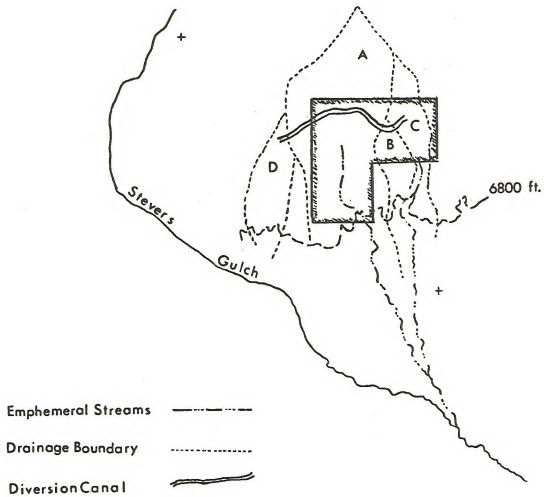 A
C
B
D
6800 ft.
Stevers
Gulch
Emphemeral Streams
Drainage Boundary
Diversion Canal